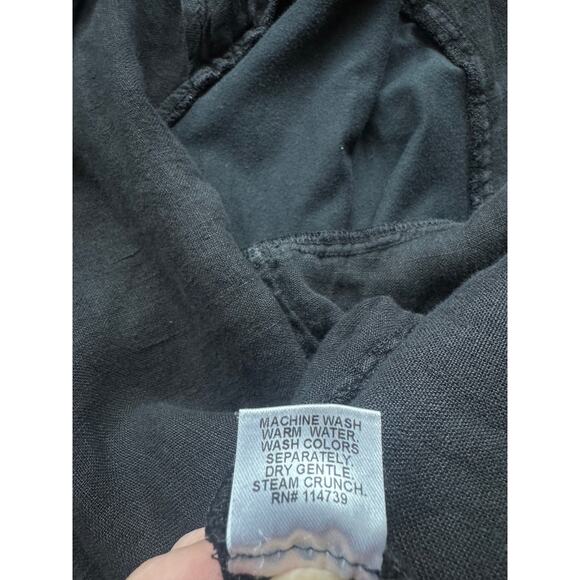 MACHINE WASH
WARM WATER.
WASH COLORS
SEPARATELY.
DRY GENTLE.
STEAM CRUNCH.
RN# 114739